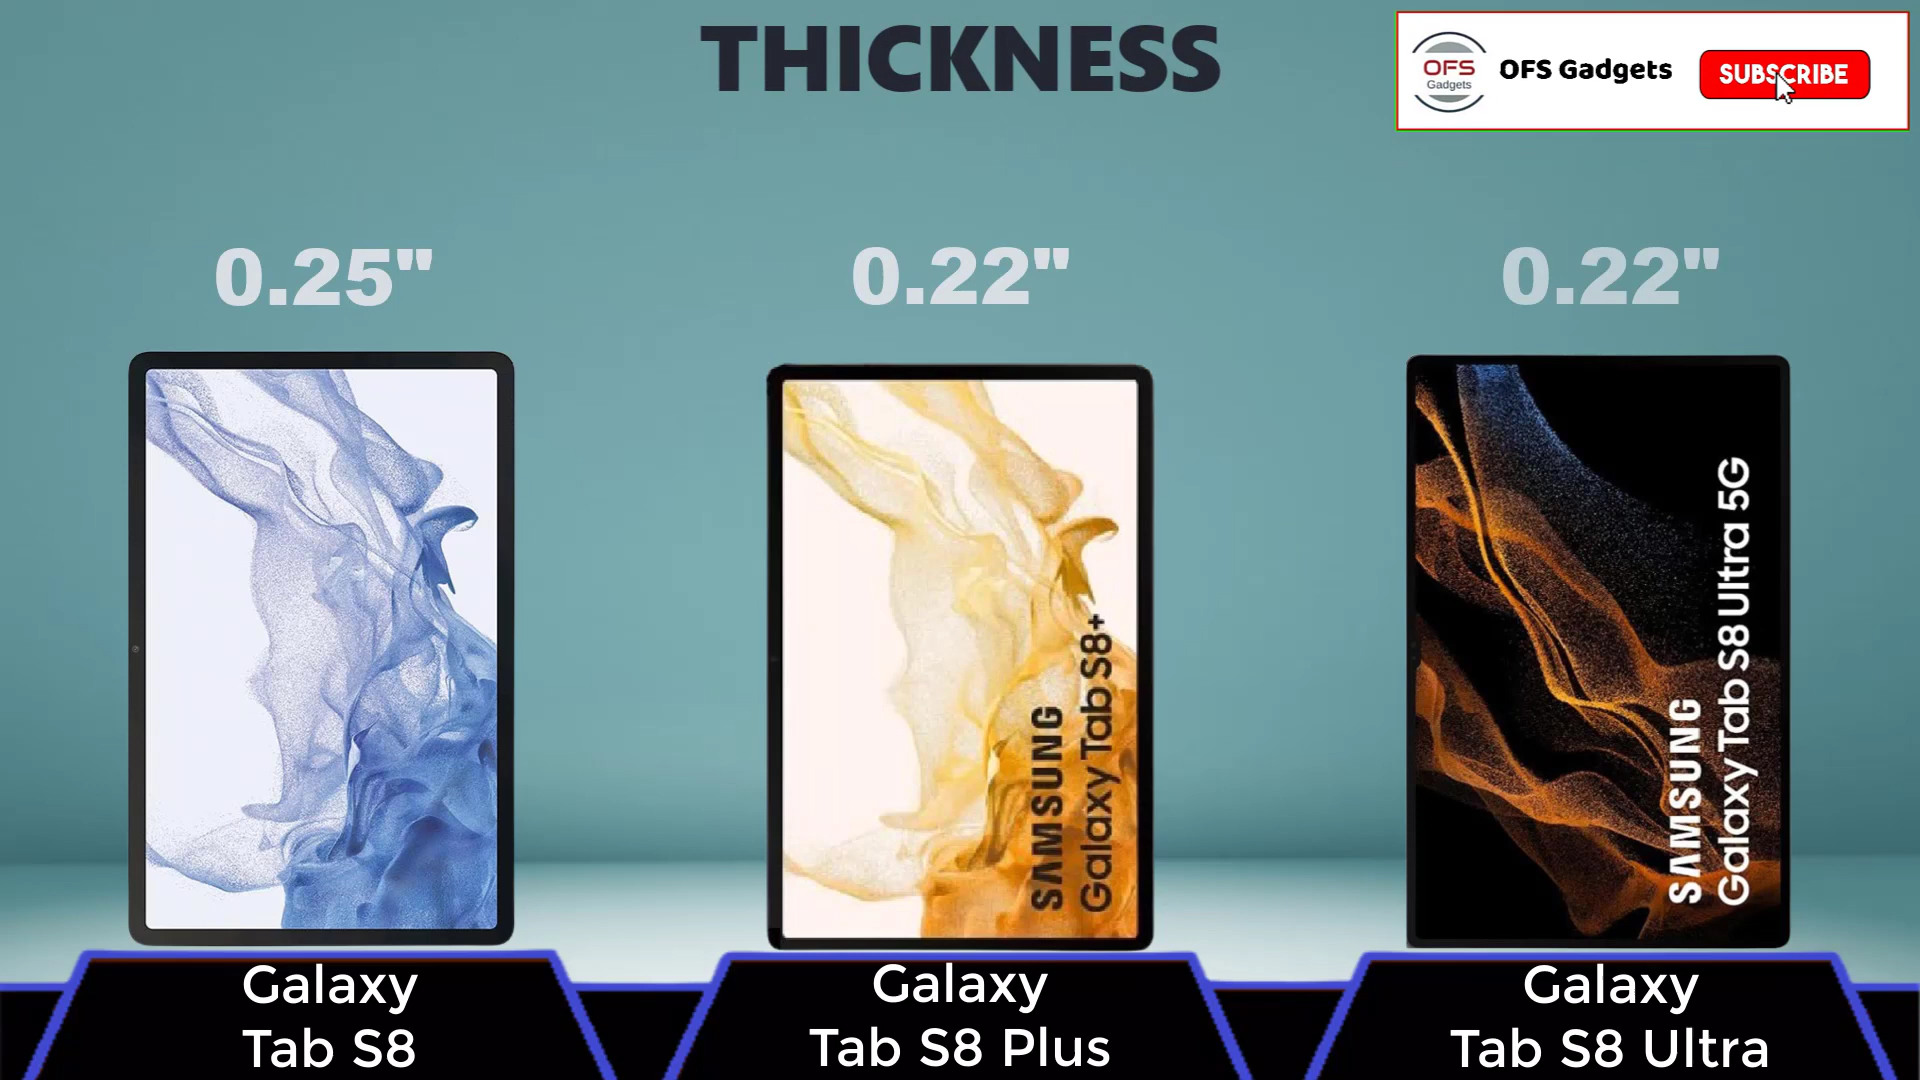 THICKNESS
OFS
Gadgets
OFS Gadgets
SUBSCRIBE
0.25"
0.22"
0.22"
SAMSUNG
Galaxy Tab S8+
SAMSUNG
Galaxy Tab S8 Ultra 5G
Galaxy
Tab S8
Galaxy
Tab S8 Plus
Galaxy
Tab S8 Ultra